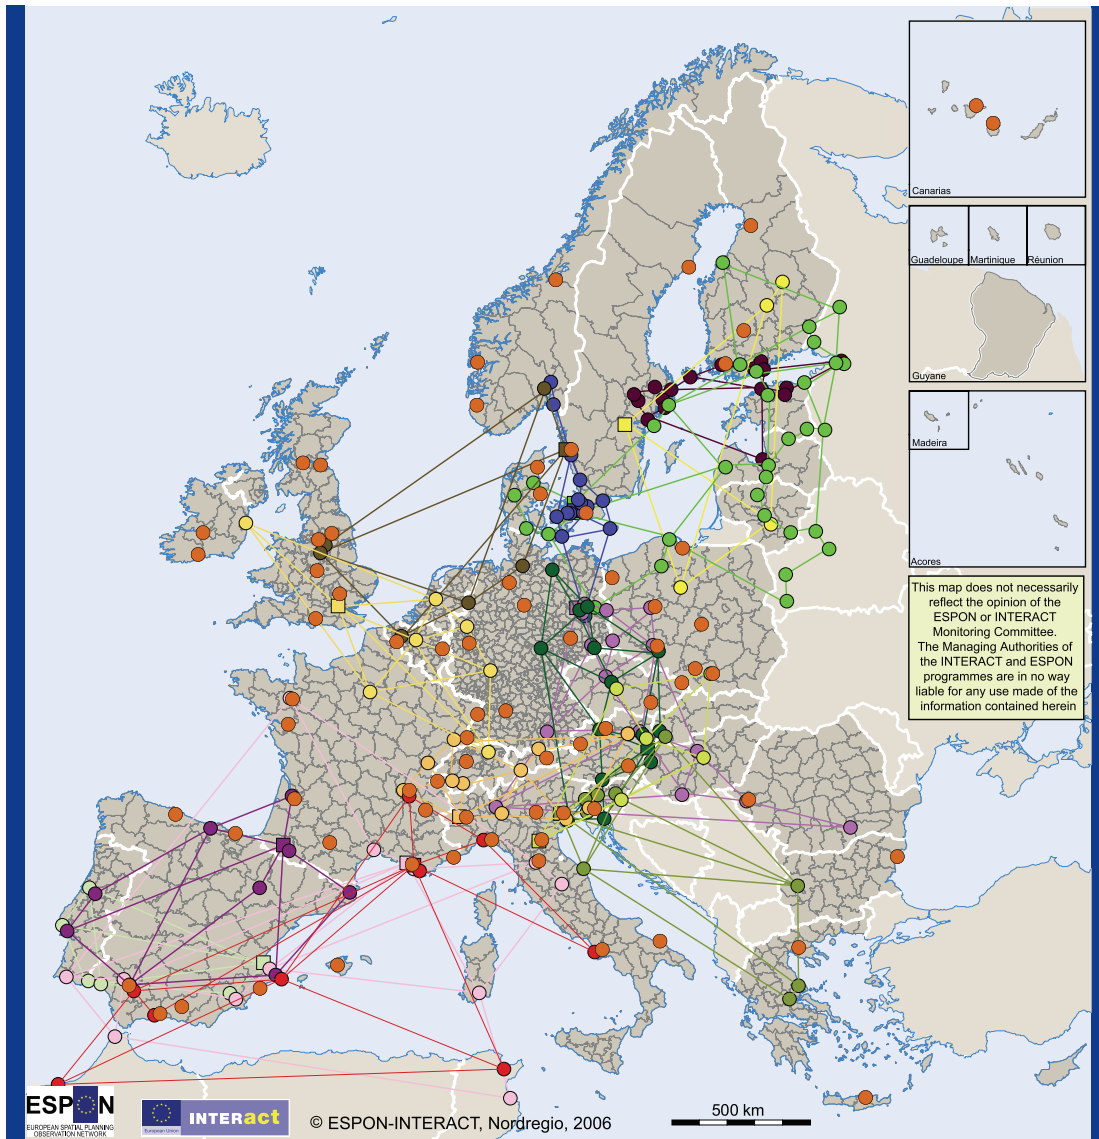 Canarias
Guadeloupe
Martinique
Réunion
Guyane
Madeira
Acores
This map does not necessarily
reflect the opinion of the
ESPON or INTERACT
Monitoring Committee.
The Managing Authorities of
the INTERACT and ESPON
programmes are in no way
liable for any use made of the
information contained herein
ESPON
EUROPEAN SPATIAL PLANNING
OBSERVATION NETWORK
European Union
INTERact
© ESPON-INTERACT, Nordregio, 2006
500 km